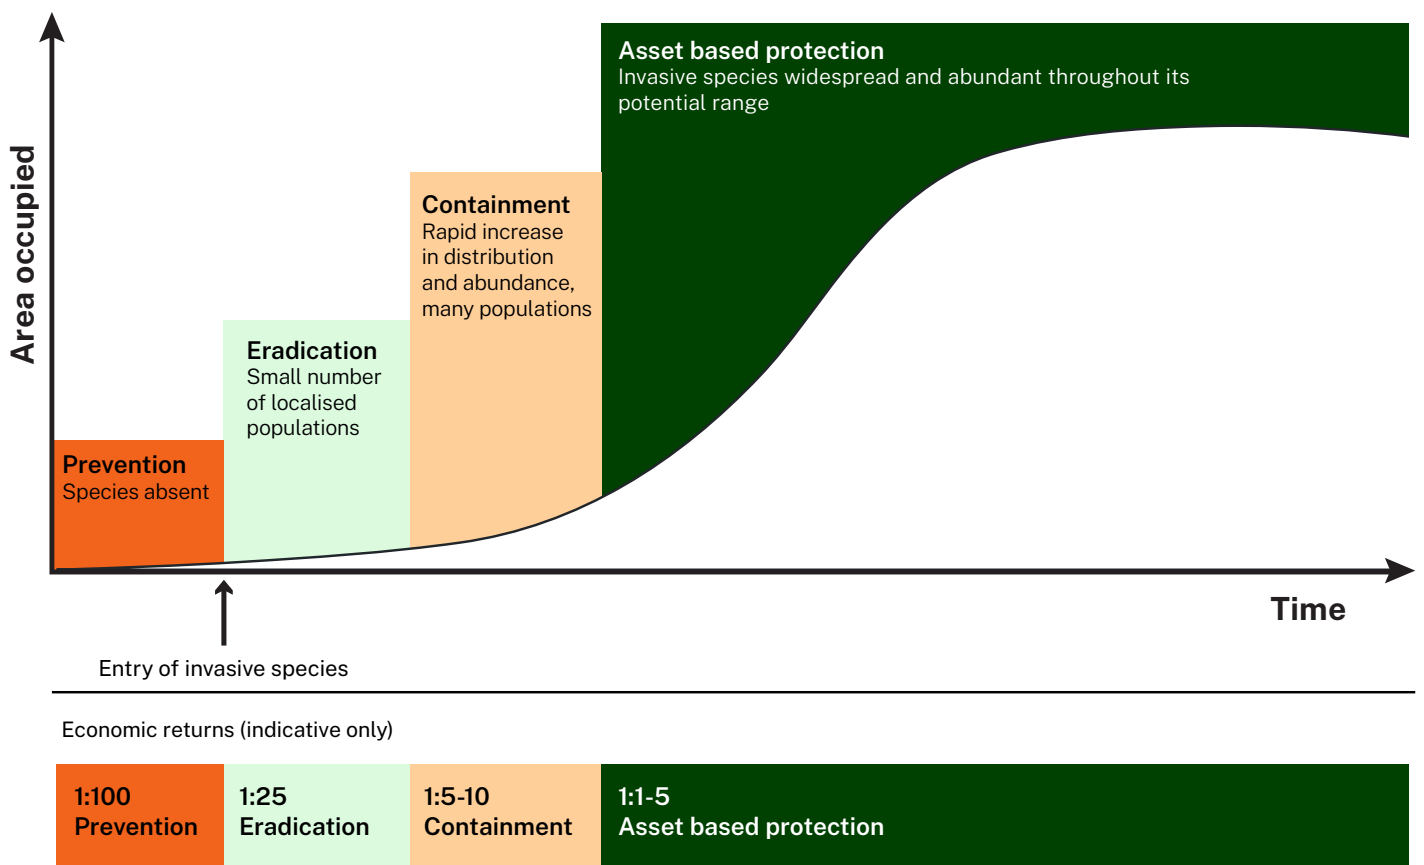 Asset based protection
Invasive species widespread and abundant throughout its
potential range
Containment
Rapid increase
in distribution
and abundance,
many populations
Eradication
Small number
of localised
populations
Prevention
Species absent
Area occupied
Time
Entry of invasive species
Economic returns (indicative only)
1:100
Prevention
1:25
Eradication
1:5-10
Containment
1:1-5
Asset based protection